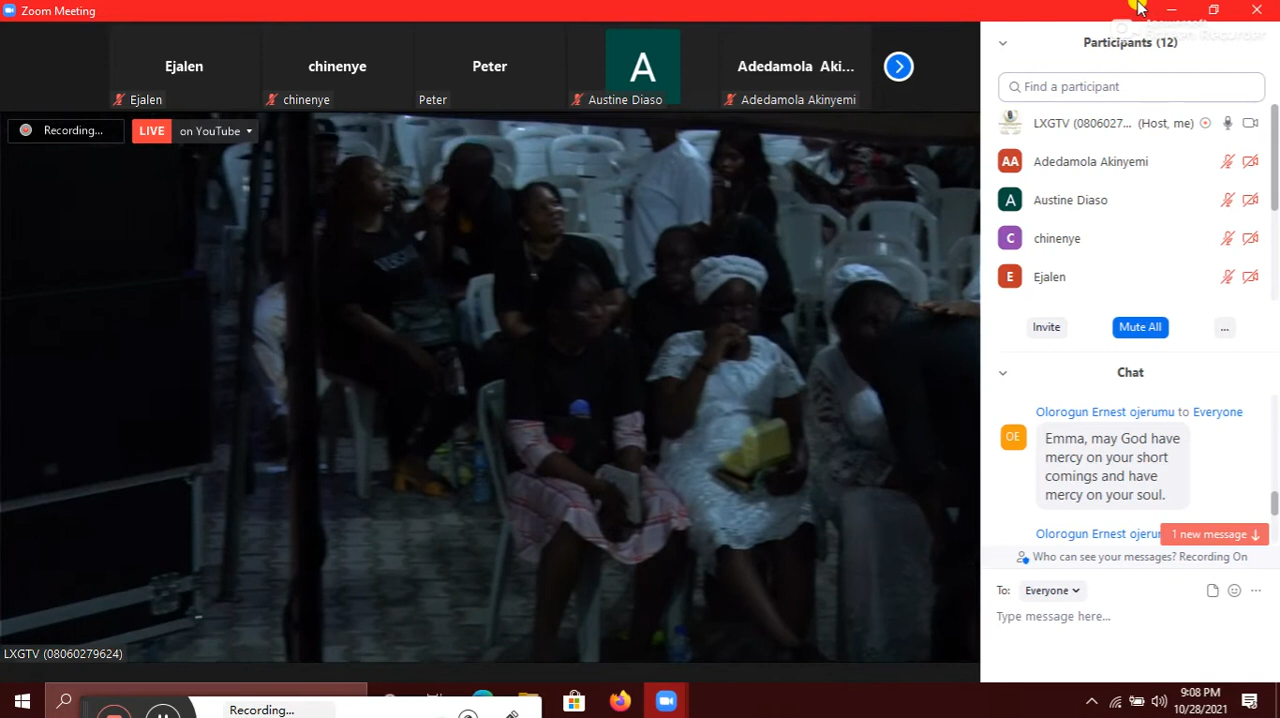 Zoom Meeting
Ejalen
chinenye
Peter
A
Adedamola Aki...
Ejalen
chinenye
Peter
Austine Diaso
Adedamola Akinyemi
Recording...
LIVE on YouTube
LXGTV (08060279624)
Participants (12)
Find a participant
LXGTV (0806027... (Host, me)
AA Adedamola Akinyemi
A Austine Diaso
C chinenye
E Ejalen
Invite
Mute All
...
Chat
Olorogun Ernest ojerumu to Everyone
OE
Emma, may God have
mercy on your short
comings and have
mercy on your soul.
Olorogun Ernest
1 new message
Who can see your messages? Recording On
To: Everyone
Type message here...
Recording...
9:08 PM
10/28/2021